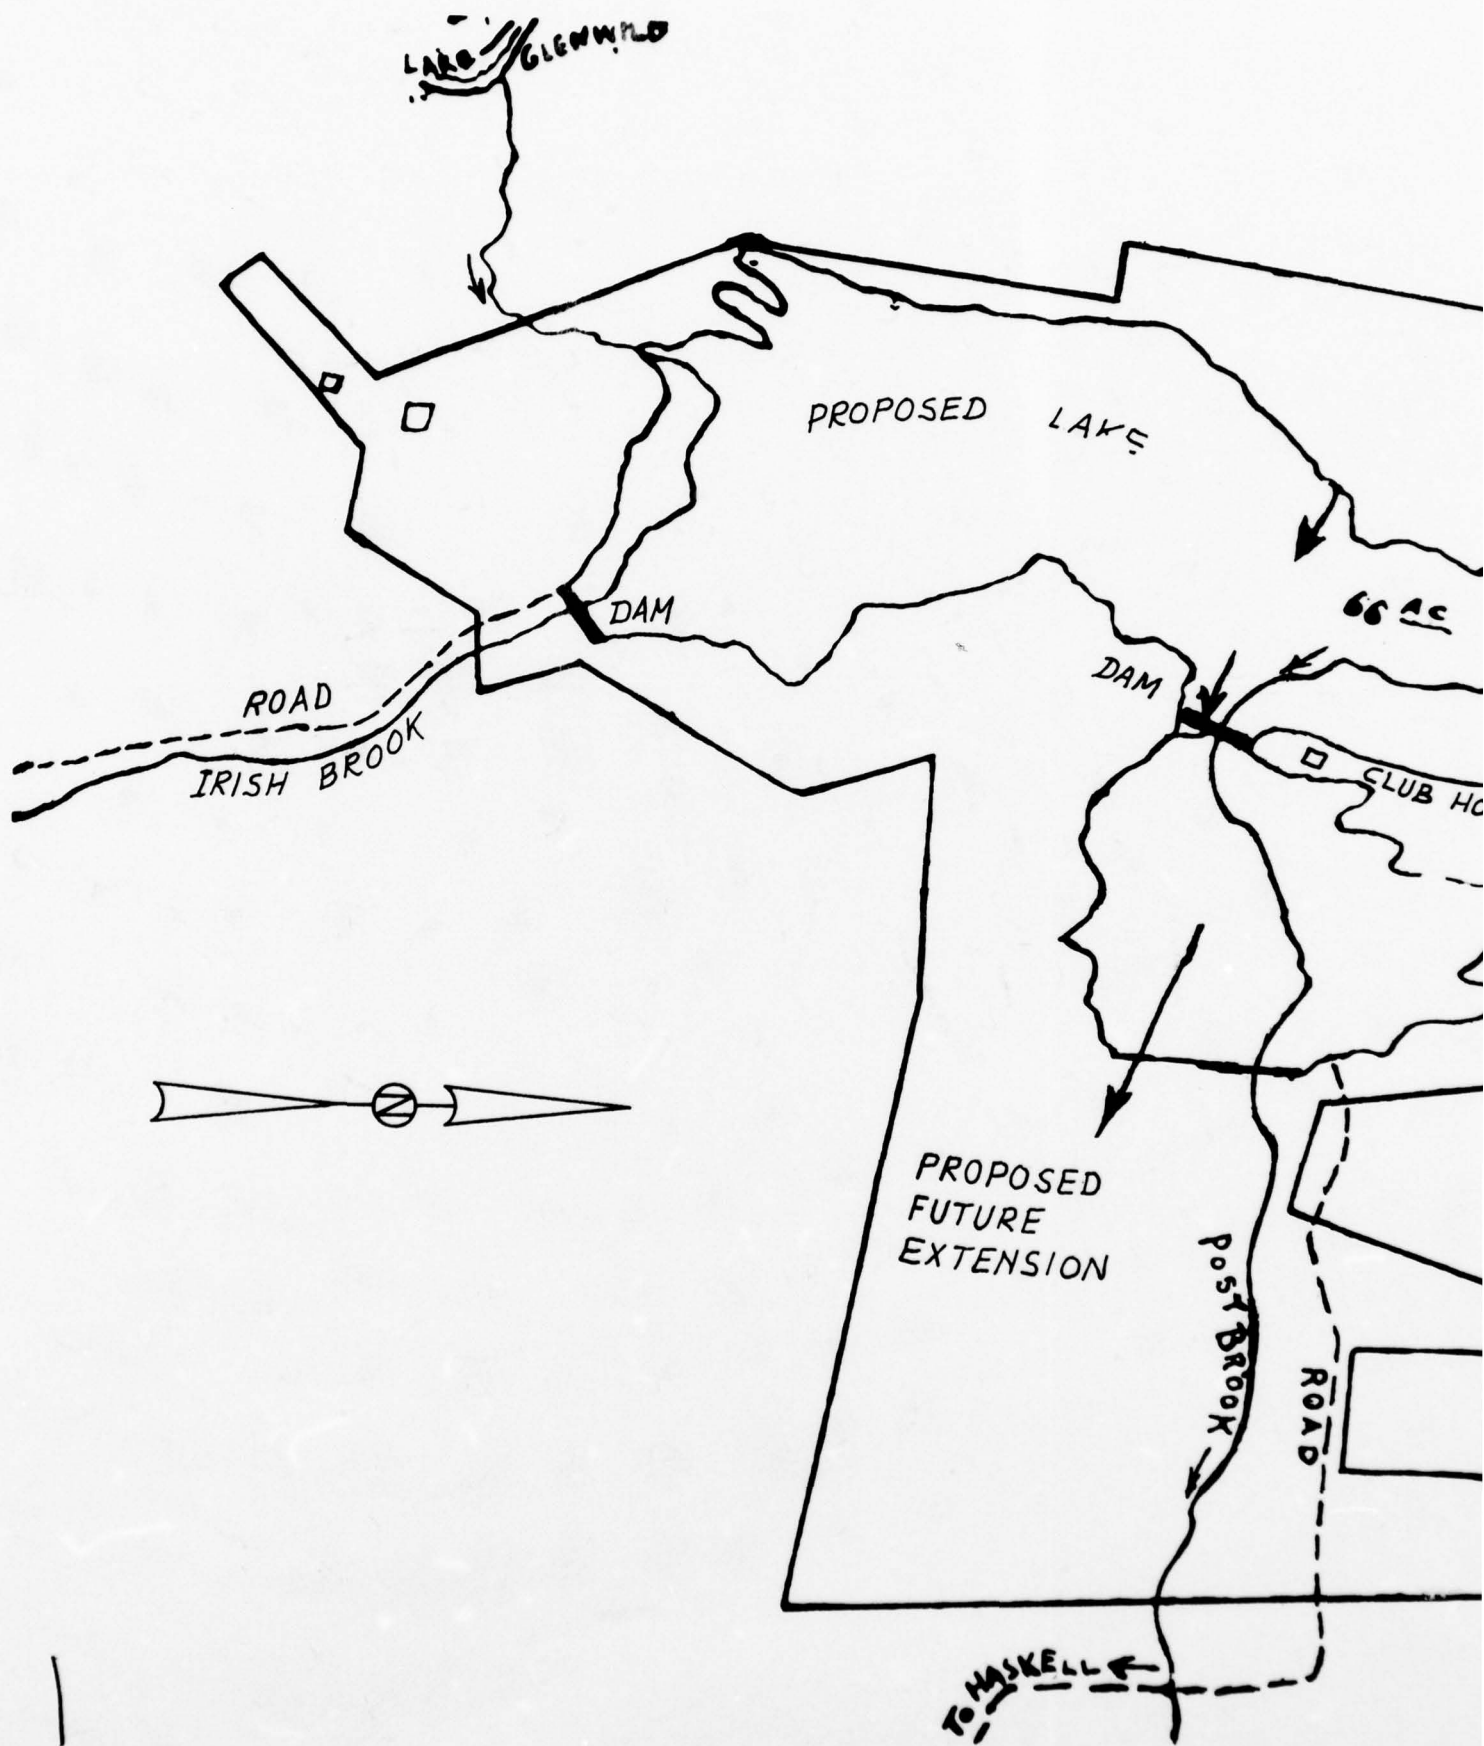 LAKE GLENWILD
PROPOSED LAKE
66 AC
DAM
DAM
ROAD
IRISH BROOK
CLUB HO
N
PROPOSED
FUTURE
EXTENSION
POST BROOK
ROAD
TO HASKELL